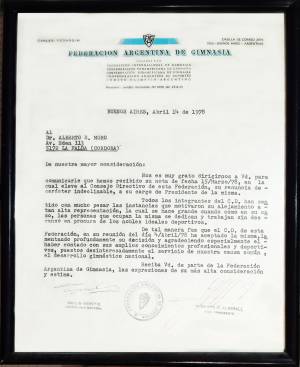 FEDERACION ARGENTINA DE GIMNASIA
BUENOS AIRES, Abril 24 de 1978
Al
Dr. ALBERTO R.
Av. Eden 111
5172 LA FALDA (CORDOBA)
De nuestra mayor consideración:
Nos es muy grato dirigirnos a Vd. para
comunicarle que hemos recibido su nota de fecha 15/Marzo/78, en la
cual eleva al Consejo Directivo de esta Federación, su renuncia de
carácter indeclinable, a su cargo de Presidente de la misma.
Todos los integrantes del C.D. han sen-
tido con mucho pesar las instancias que motivaron su alejamiento a-
tan alta representación, la cual se hace grande cuando como en su ca
so, las personas que ocupan la misma se dedican y trabajan sin des-
canso en procura de los nobles ideales deportivos.
De tal manera fue que el C.D. de esta
Federación, en su reunión del día 4/Abril/78 ha aceptado la misma, la
mentando profundamente su decisión y agradeciendo especialmente el-
haber contado con sus amplios conocimientos profesionales y deporti-
vos, puestos desinteresadamente al servicio de nuestra causa común,
el desarrollo gimnástico nacional.
Reciba Vd. de parte de la Federación
Argentina de Gimnasia, las expresiones de su más alta consideración y
estima.